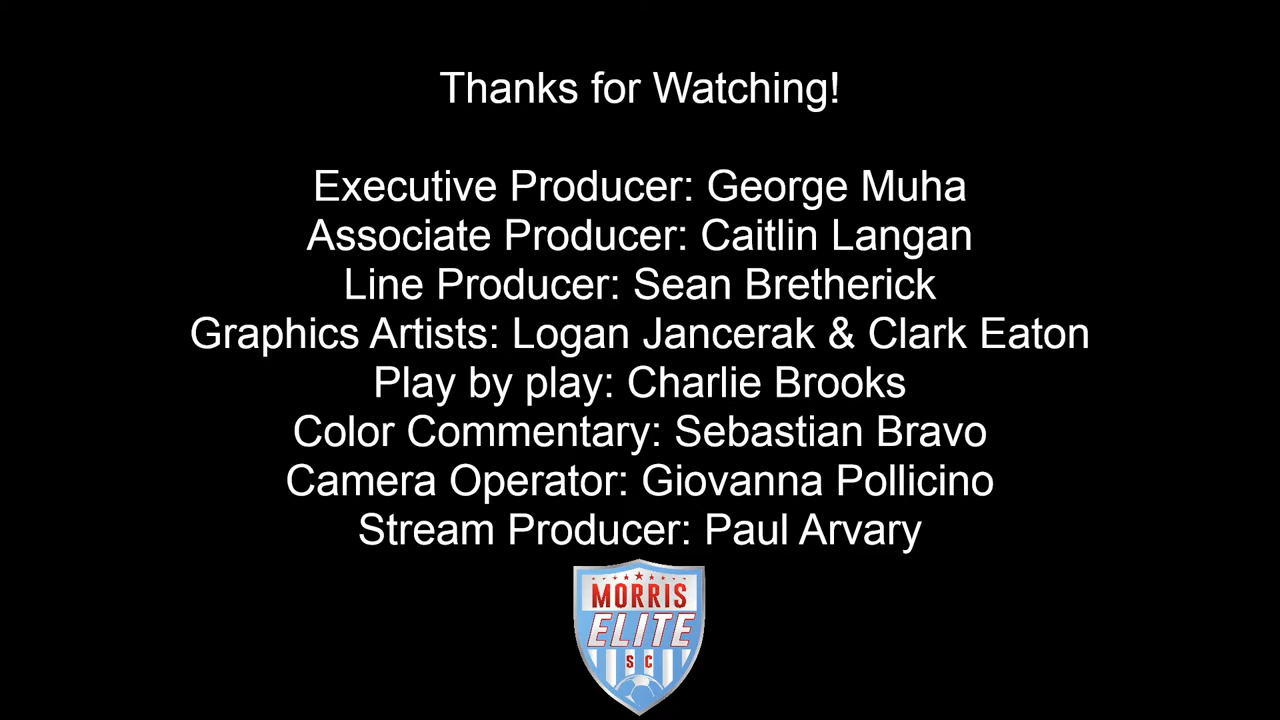 Thanks for Watching!
Executive Producer: George Muha
Associate Producer: Caitlin Langan
Line Producer: Sean Bretherick
Graphics Artists: Logan Jancerak & Clark Eaton
Play by play: Charlie Brooks
Color Commentary: Sebastian Bravo
Camera Operator: Giovanna Pollicino
Stream Producer: Paul Arvary
MORRIS
ELITE
SC